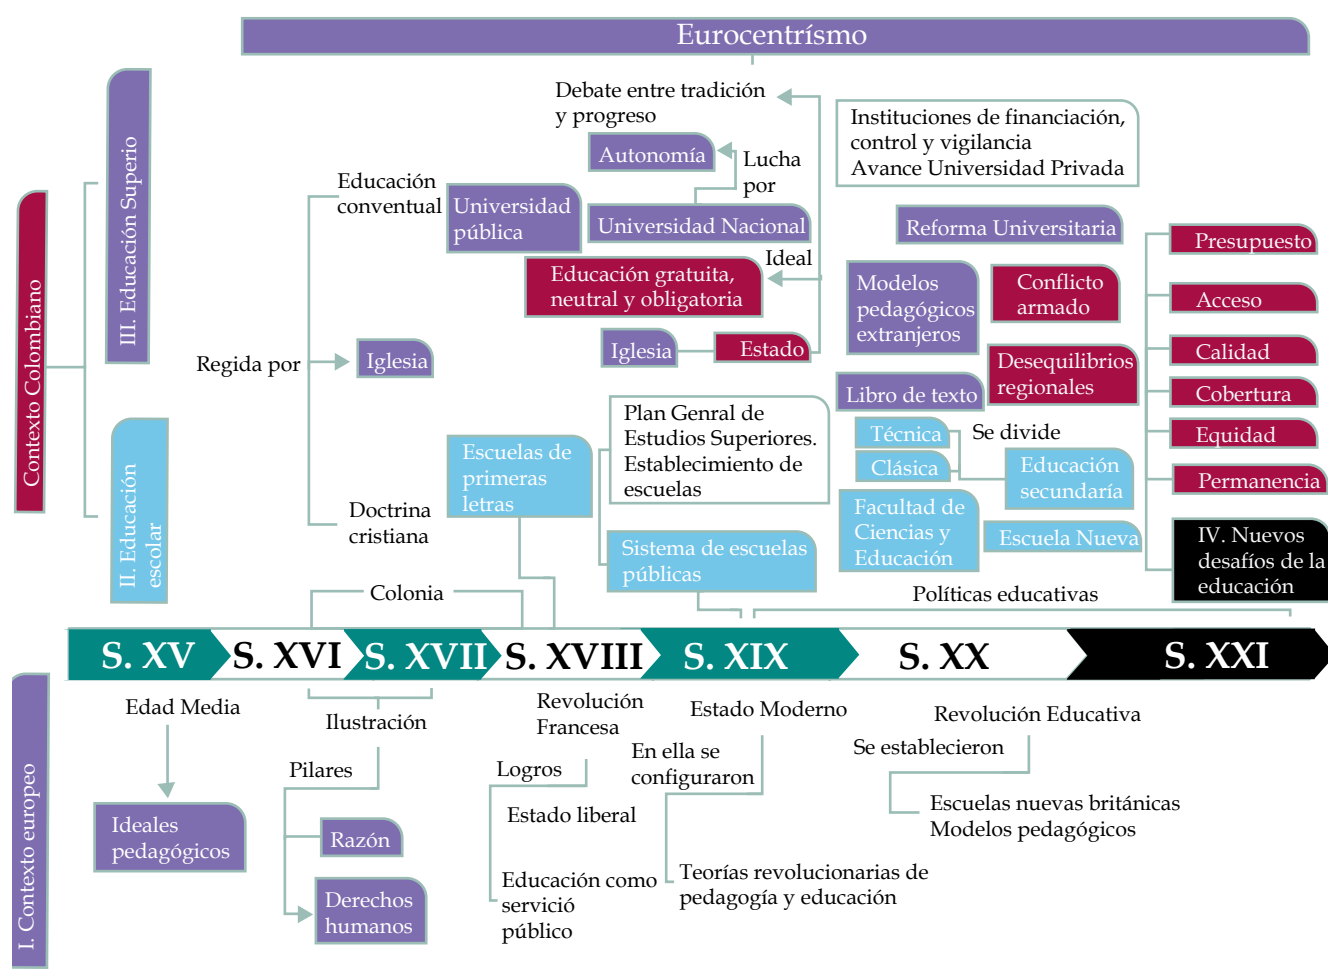 Eurocentrísmo
Debate entre tradición
y progreso
Instituciones de financiación,
control y vigilancia
Avance Universidad Privada
Autonomía
Lucha
por
Educación
conventual
Universidad
pública
Universidad Nacional
Reforma Universitaria
Presupuesto
Ideal
Educación gratuita,
neutral y obligatoria
Modelos
pedagógicos
extranjeros
Conflicto
armado
Acceso
Contexto Colombiano
III. Educación Superio
Regida por
Iglesia
Iglesia
Estado
Desequilibrios
regionales
Calidad
Libro de texto
Cobertura
Plan Genral de
Estudios Superiores.
Establecimiento de
escuelas
Técnica
Se divide
Equidad
Escuelas de
primeras
letras
Clásica
Educación
secundaría
Permanencia
II. Educación
escolar
Doctrina
cristiana
Facultad de
Ciencias y
Educación
Escuela Nueva
IV. Nuevos
desafíos de la
educación
Sistema de escuelas
públicas
Colonia
Políticas educativas
S. XV
S. XVI
S. XVII
S. XVIII
S. XIX
S. XX
S. XXI
I. Contexto europeo
Edad Media
Ilustración
Revolución
Francesa
Estado Moderno
Revolución Educativa
Pilares
Logros
En ella se
configuraron
Se establecieron
Ideales
pedagógicos
Razón
Estado liberal
Escuelas nuevas británicas
Modelos pedagógicos
Derechos
humanos
Educación como
servició
público
Teorías revolucionarias de
pedagogía y educación